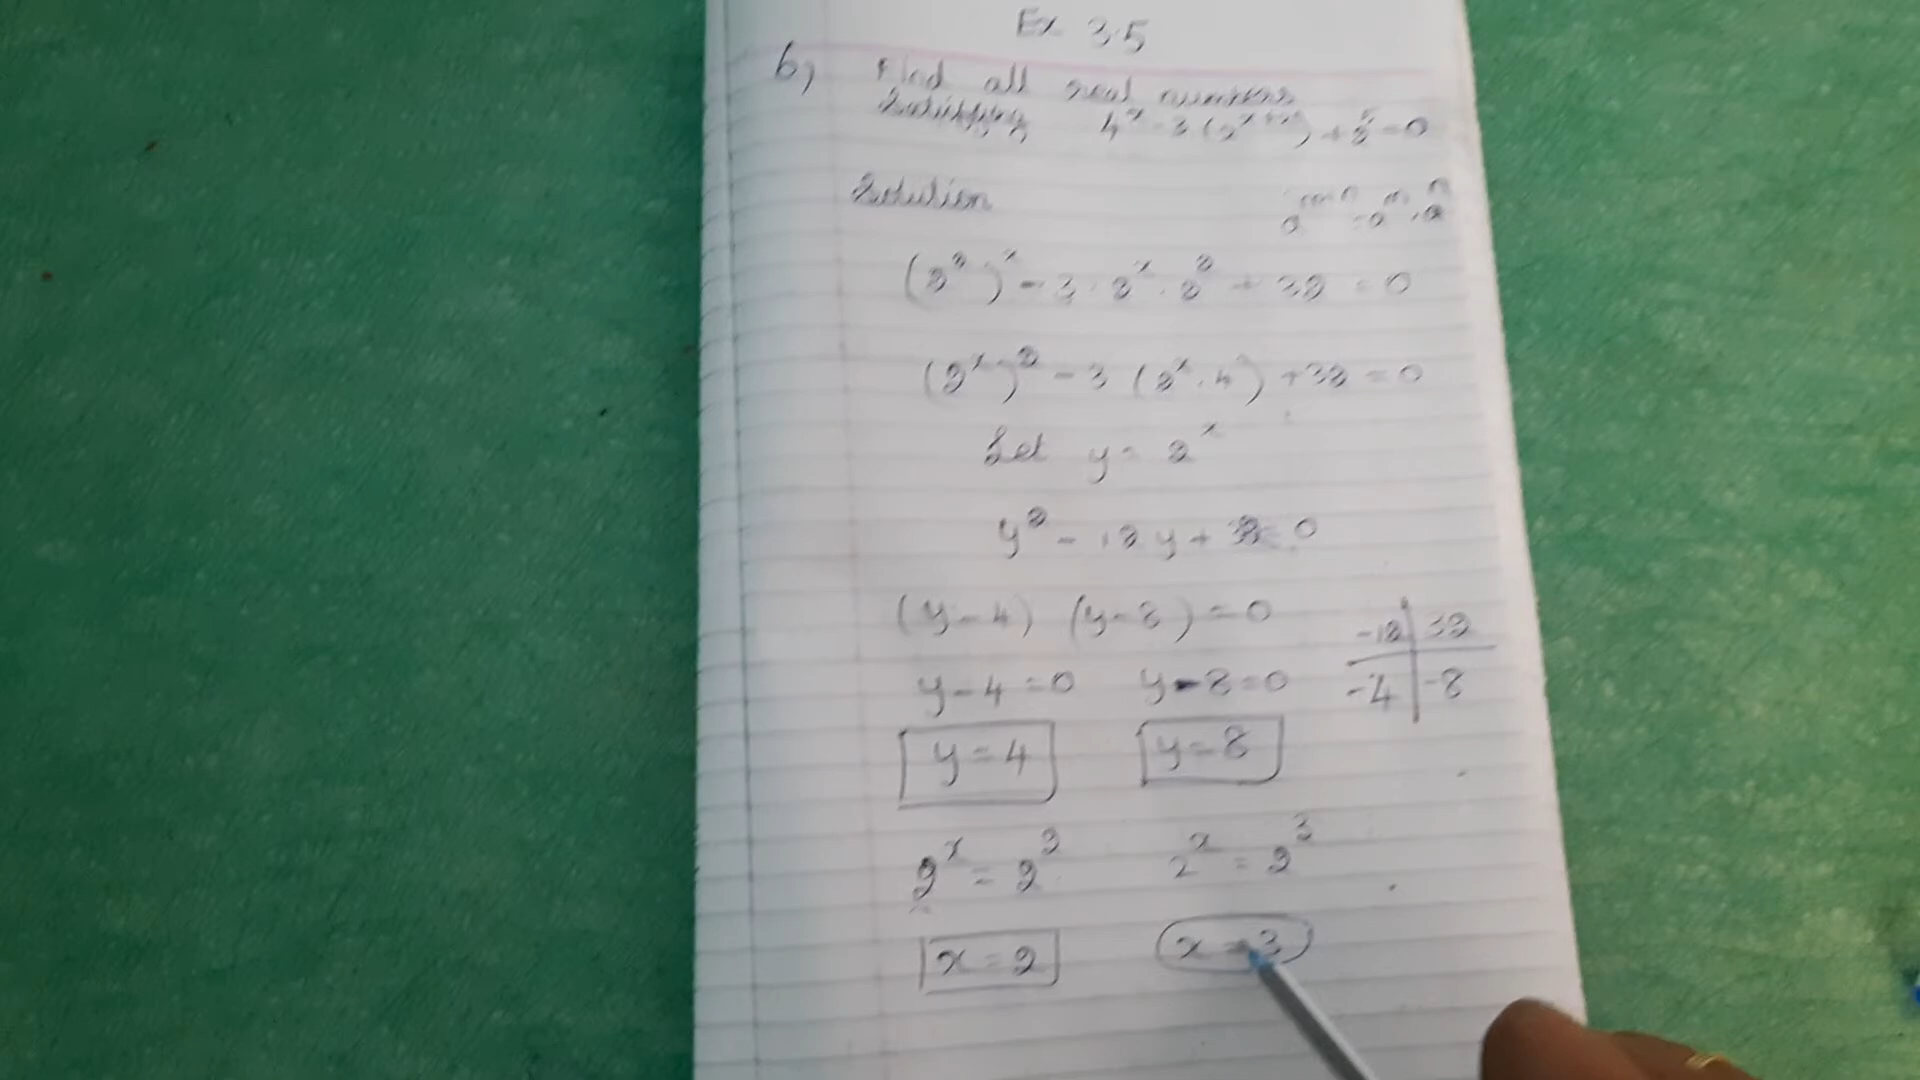 Ex 3.5
6) Find all real numbers
satisfying 4^x - 3(2^(x+2)) + 2^5 = 0
Solution a^(m+n) = a^m . a^n
(2^2)^x - 3 . 2^x . 2^2 + 32 = 0
(2^x)^2 - 3 (2^x . 4) + 32 = 0
Let y = 2^x
y^2 - 12y + 32 = 0
(y - 4) (y - 8) = 0
-12 | 32
y - 4 = 0 y - 8 = 0
-4 | -8
y = 4 y = 8
2^x = 2^2 2^x = 2^3
x = 2 x = 3